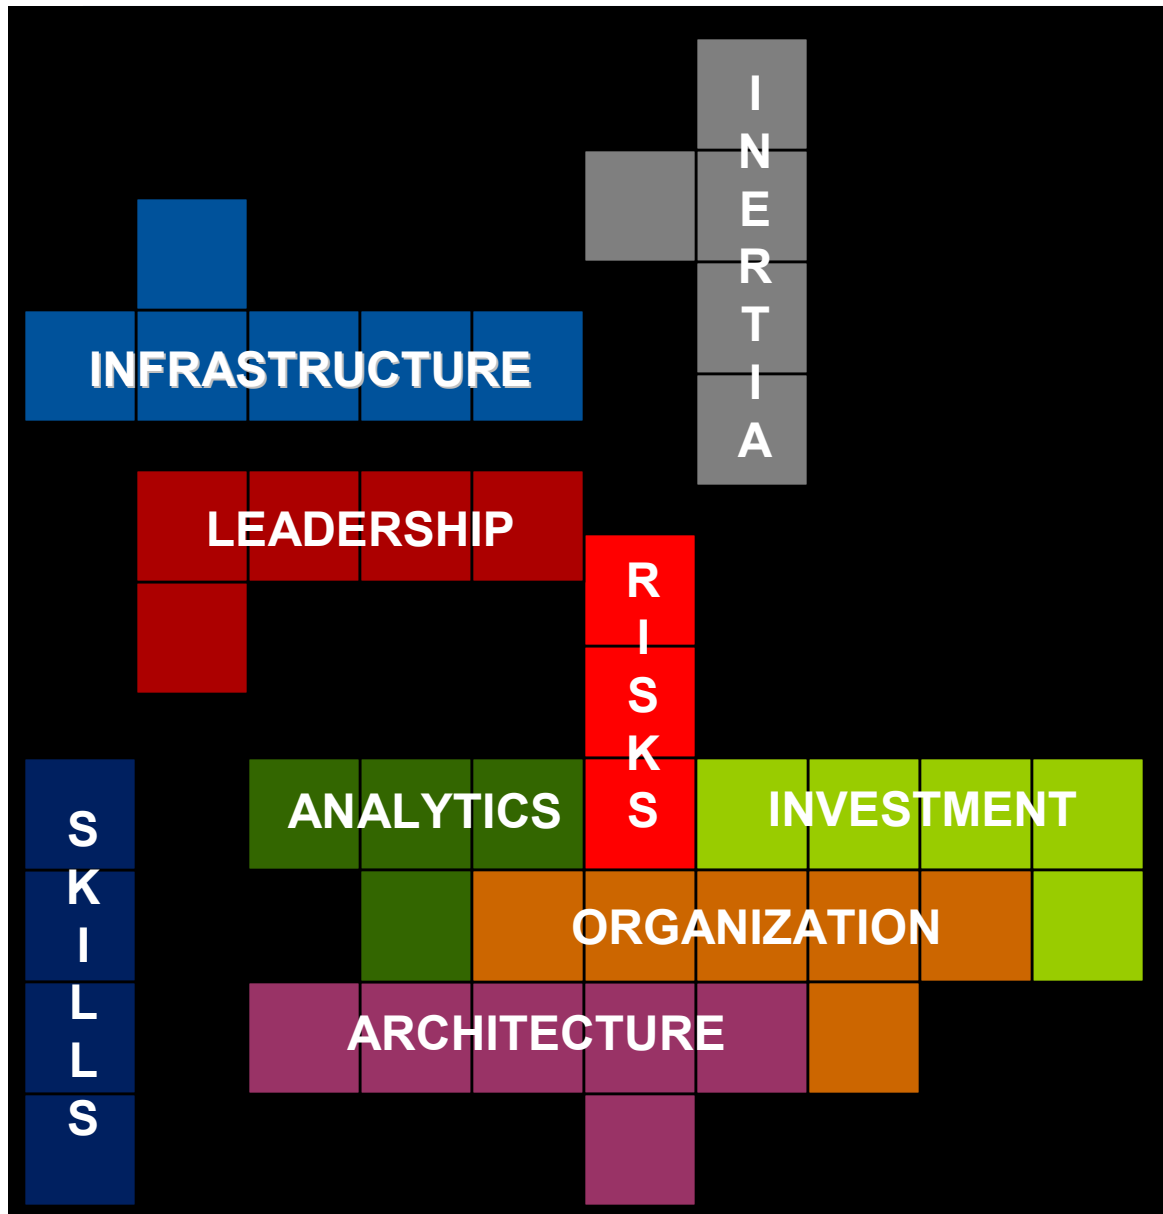 INERTIA
INFRASTRUCTURE
LEADERSHIP
RISKS
SKILLS
ANALYTICS
INVESTMENT
ORGANIZATION
ARCHITECTURE